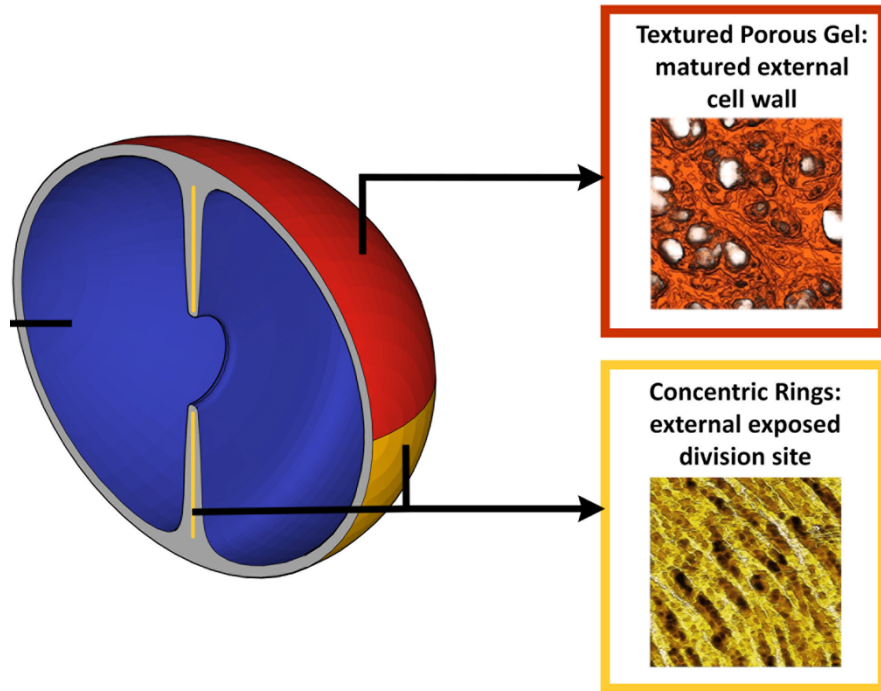 Textured Porous Gel:
matured external
cell wall
Concentric Rings:
external exposed
division site